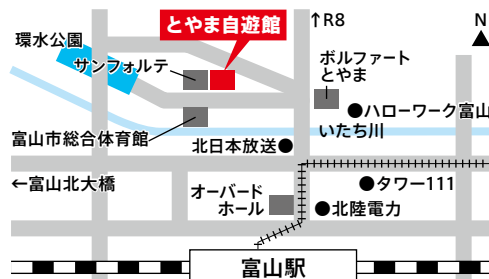 とやま自遊館
↑R8
N
環水公園
サンフォルテ
ボルファート
とやま
●ハローワーク富山
富山市総合体育館
いたち川
北日本放送●
←富山北大橋
●タワー111
オーバード
ホール
●北陸電力
富山駅